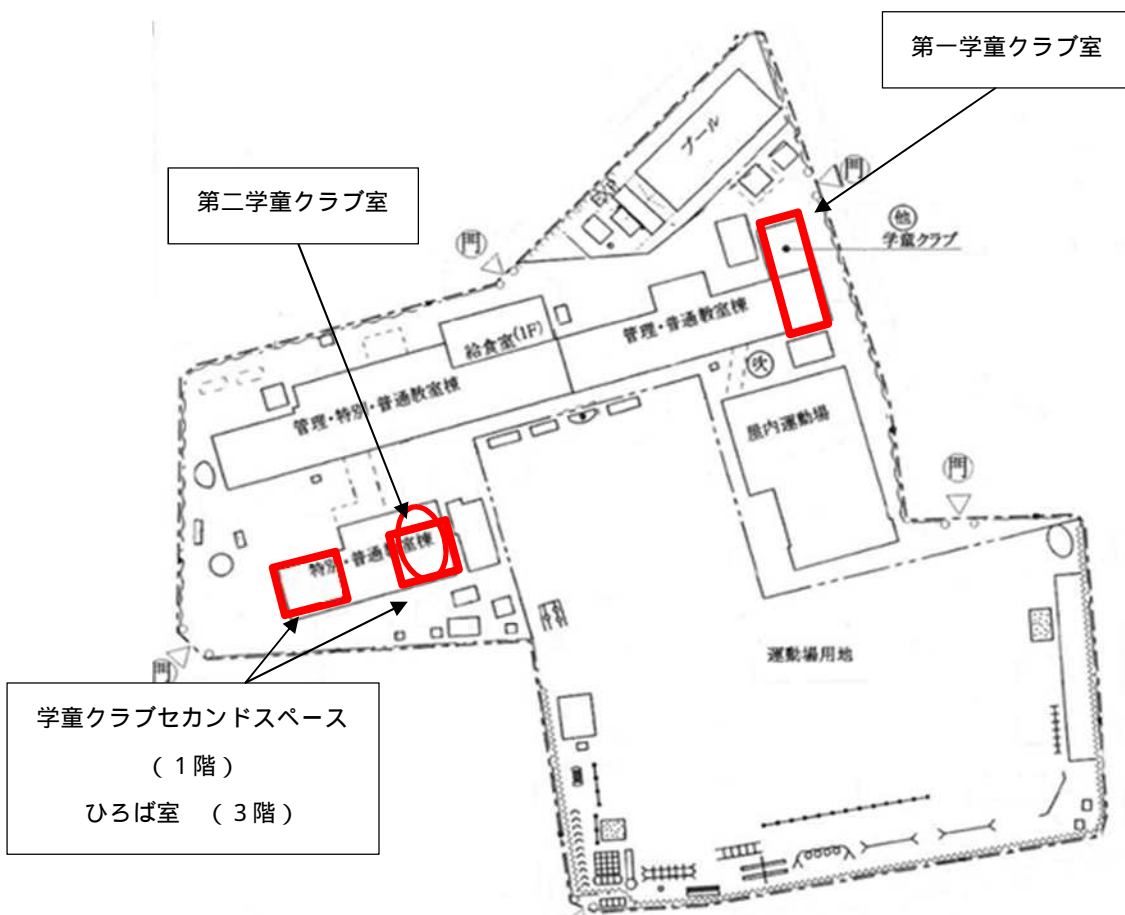 第一学童クラブ室
プール
門
第二学童クラブ室
他
学童クラブ
門
給食室(1F)
管理・普通教室棟
管理・特別・普通教室棟
屋内運動場
門
特別・普通教室棟
運動場用地
門
学童クラブセカンドスペース
(1階)
ひろば室 (3階)